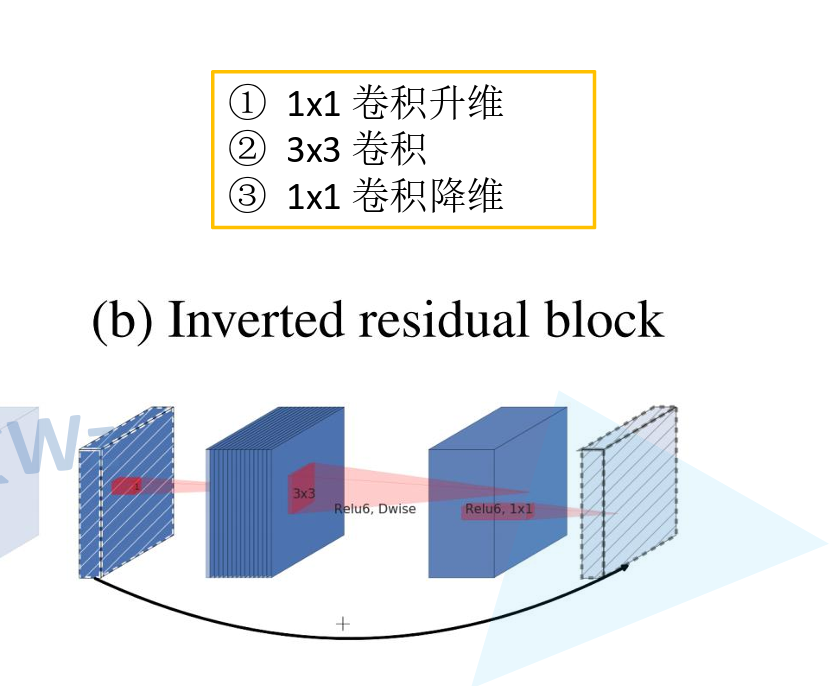 ① 1x1 卷积升维
② 3x3 卷积
③ 1x1 卷积降维
(b) Inverted residual block
3x3
Relu6, Dwise
Relu6, 1x1
+